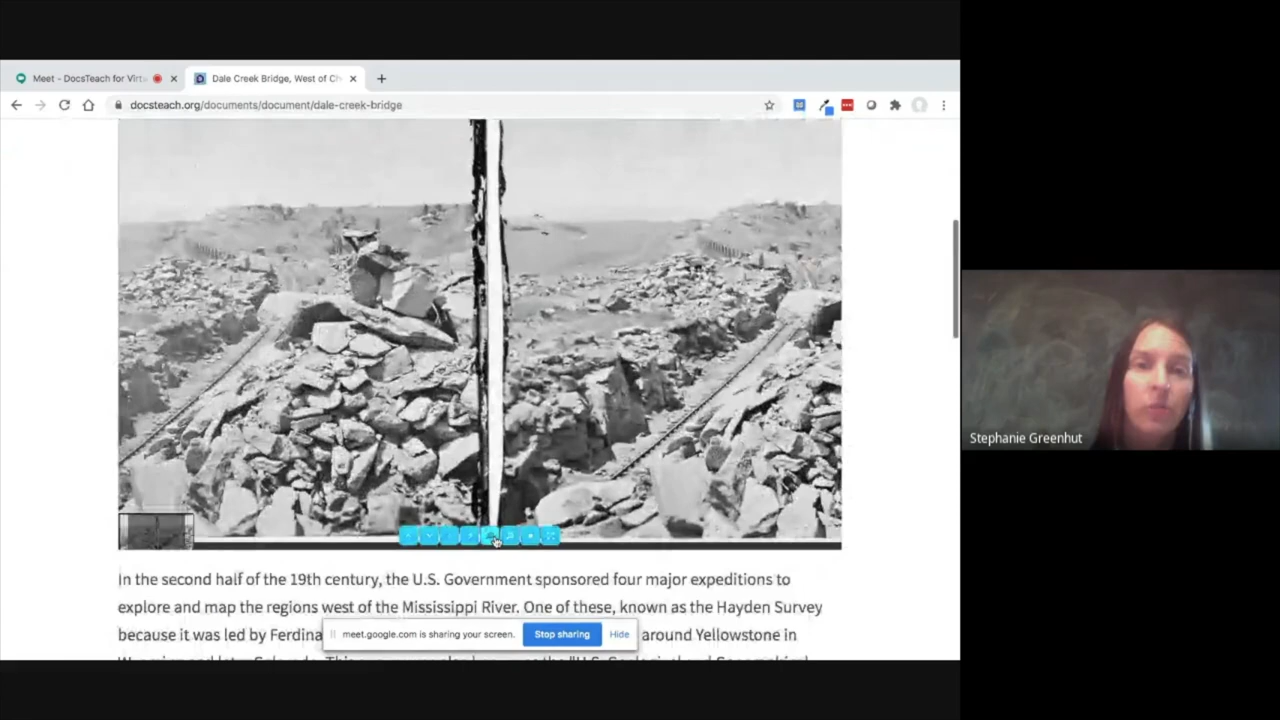 Meet - DocsTeach for Virtu
Dale Creek Bridge, West of Ch
docsteach.org/documents/document/dale-creek-bridge
Stephanie Greenhut
In the second half of the 19th century, the U.S. Government sponsored four major expeditions to
explore and map the regions west of the Mississippi River. One of these, known as the Hayden Survey
because it was led by Ferdina around Yellowstone in
meet.google.com is sharing your screen. Stop sharing Hide